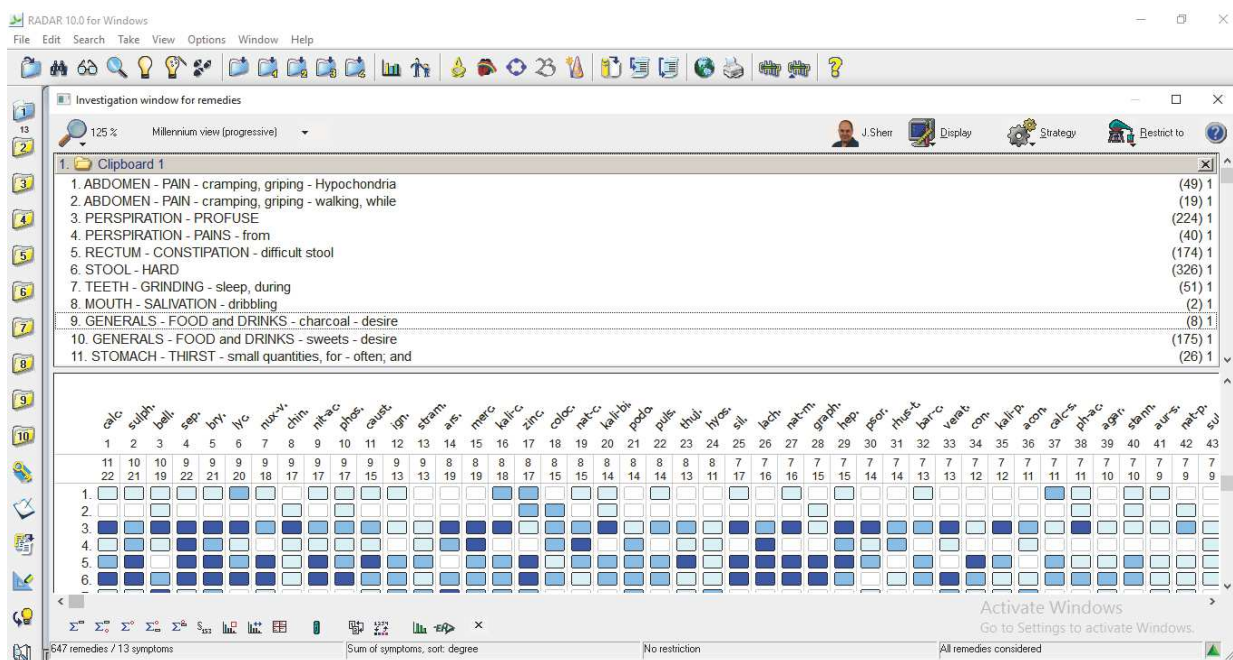 RADAR 10.0 for Windows
File Edit Search Take View Options Window Help
Investigation window for remedies
125 % Millennium view (progressive) J.Sherr Display Strategy Restrict to
1. Clipboard 1
1. ABDOMEN - PAIN - cramping, griping - Hypochondria (49) 1
2. ABDOMEN - PAIN - cramping, griping - walking, while (19) 1
3. PERSPIRATION - PROFUSE (224) 1
4. PERSPIRATION - PAINS - from (40) 1
5. RECTUM - CONSTIPATION - difficult stool (174) 1
6. STOOL - HARD (326) 1
7. TEETH - GRINDING - sleep, during (51) 1
8. MOUTH - SALIVATION - dribbling (2) 1
9. GENERALS - FOOD and DRINKS - charcoal - desire (8) 1
10. GENERALS - FOOD and DRINKS - sweets - desire (175) 1
11. STOMACH - THIRST - small quantities, for - often; and (26) 1
1 13 2 3 4 5 6 7 8 9 10
calc. sulph. bell. sep. bry. lyc. nux-v. chin. nit-ac. phos. caust. ign. stram. ars. merc. kali-c. zinc. coloc. nat-c. kali-bi. podo. puls. thuj. hyos. sil. lach. nat-m. graph. hep. psor. rhus-t. bar-c. verat. con. kali-p. acon. calc-s. ph-ac. agar. stann. aur-s. nat-p. sul
1 2 3 4 5 6 7 8 9 10 11 12 13 14 15 16 17 18 19 20 21 22 23 24 25 26 27 28 29 30 31 32 33 34 35 36 37 38 39 40 41 42 43
11 10 10 9 9 9 9 9 9 9 9 9 9 8 8 8 8 8 8 8 8 8 8 8 7 7 7 7 7 7 7 7 7 7 7 7 7 7 7 7 7 7 7
22 21 19 22 21 20 18 17 17 17 15 13 13 19 19 18 17 15 15 14 14 14 13 11 17 16 16 15 15 14 14 13 13 12 12 11 11 11 10 10 9 9 9
1.
2.
3.
4.
5.
6.
Activate Windows
Go to Settings to activate Windows.
647 remedies / 13 symptoms Sum of symptoms, sort: degree No restriction All remedies considered